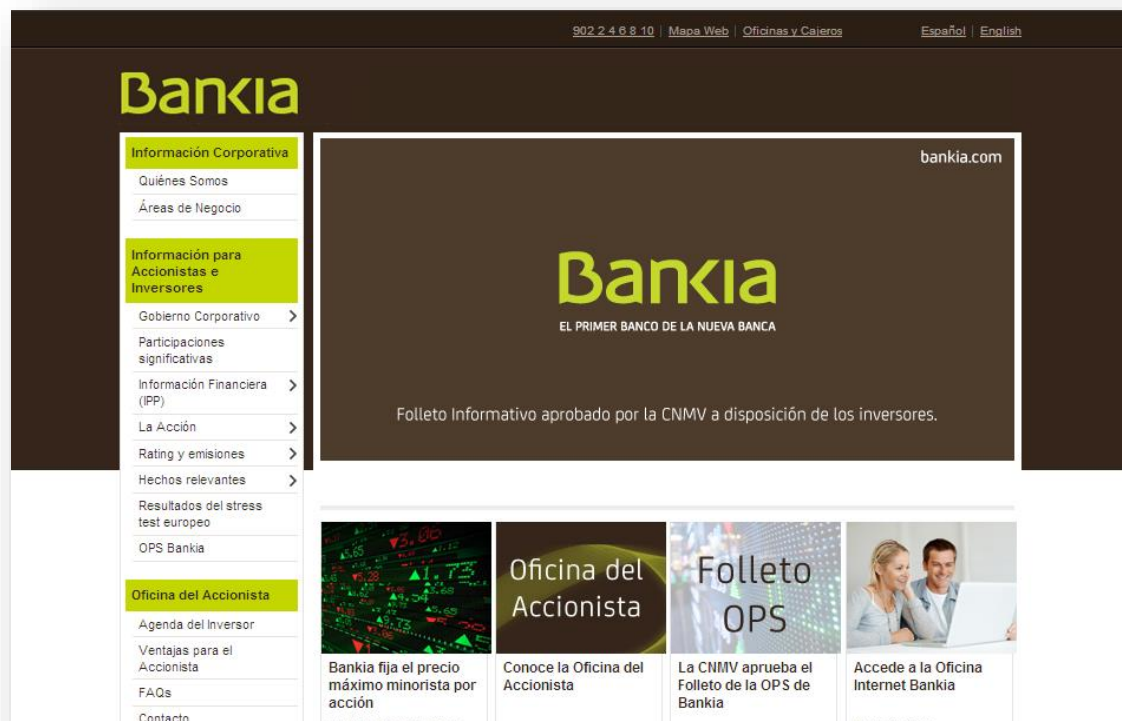 902 2 4 6 8 10 | Mapa Web | Oficinas y Cajeros Español | English
Bankia
Información Corporativa
Quiénes Somos
Áreas de Negocio
Información para
Accionistas e
Inversores
Gobierno Corporativo
Participaciones
significativas
Información Financiera
(IPP)
La Acción
Rating y emisiones
Hechos relevantes
Resultados del stress
test europeo
OPS Bankia
Oficina del Accionista
Agenda del Inversor
Ventajas para el
Accionista
FAQs
Contacto
bankia.com
Bankia
EL PRIMER BANCO DE LA NUEVA BANCA
Folleto Informativo aprobado por la CNMV a disposición de los inversores.
Bankia fija el precio
máximo minorista por
acción
Oficina del
Accionista
Conoce la Oficina del
Accionista
Folleto
OPS
La CNMV aprueba el
Folleto de la OPS de
Bankia
Accede a la Oficina
Internet Bankia